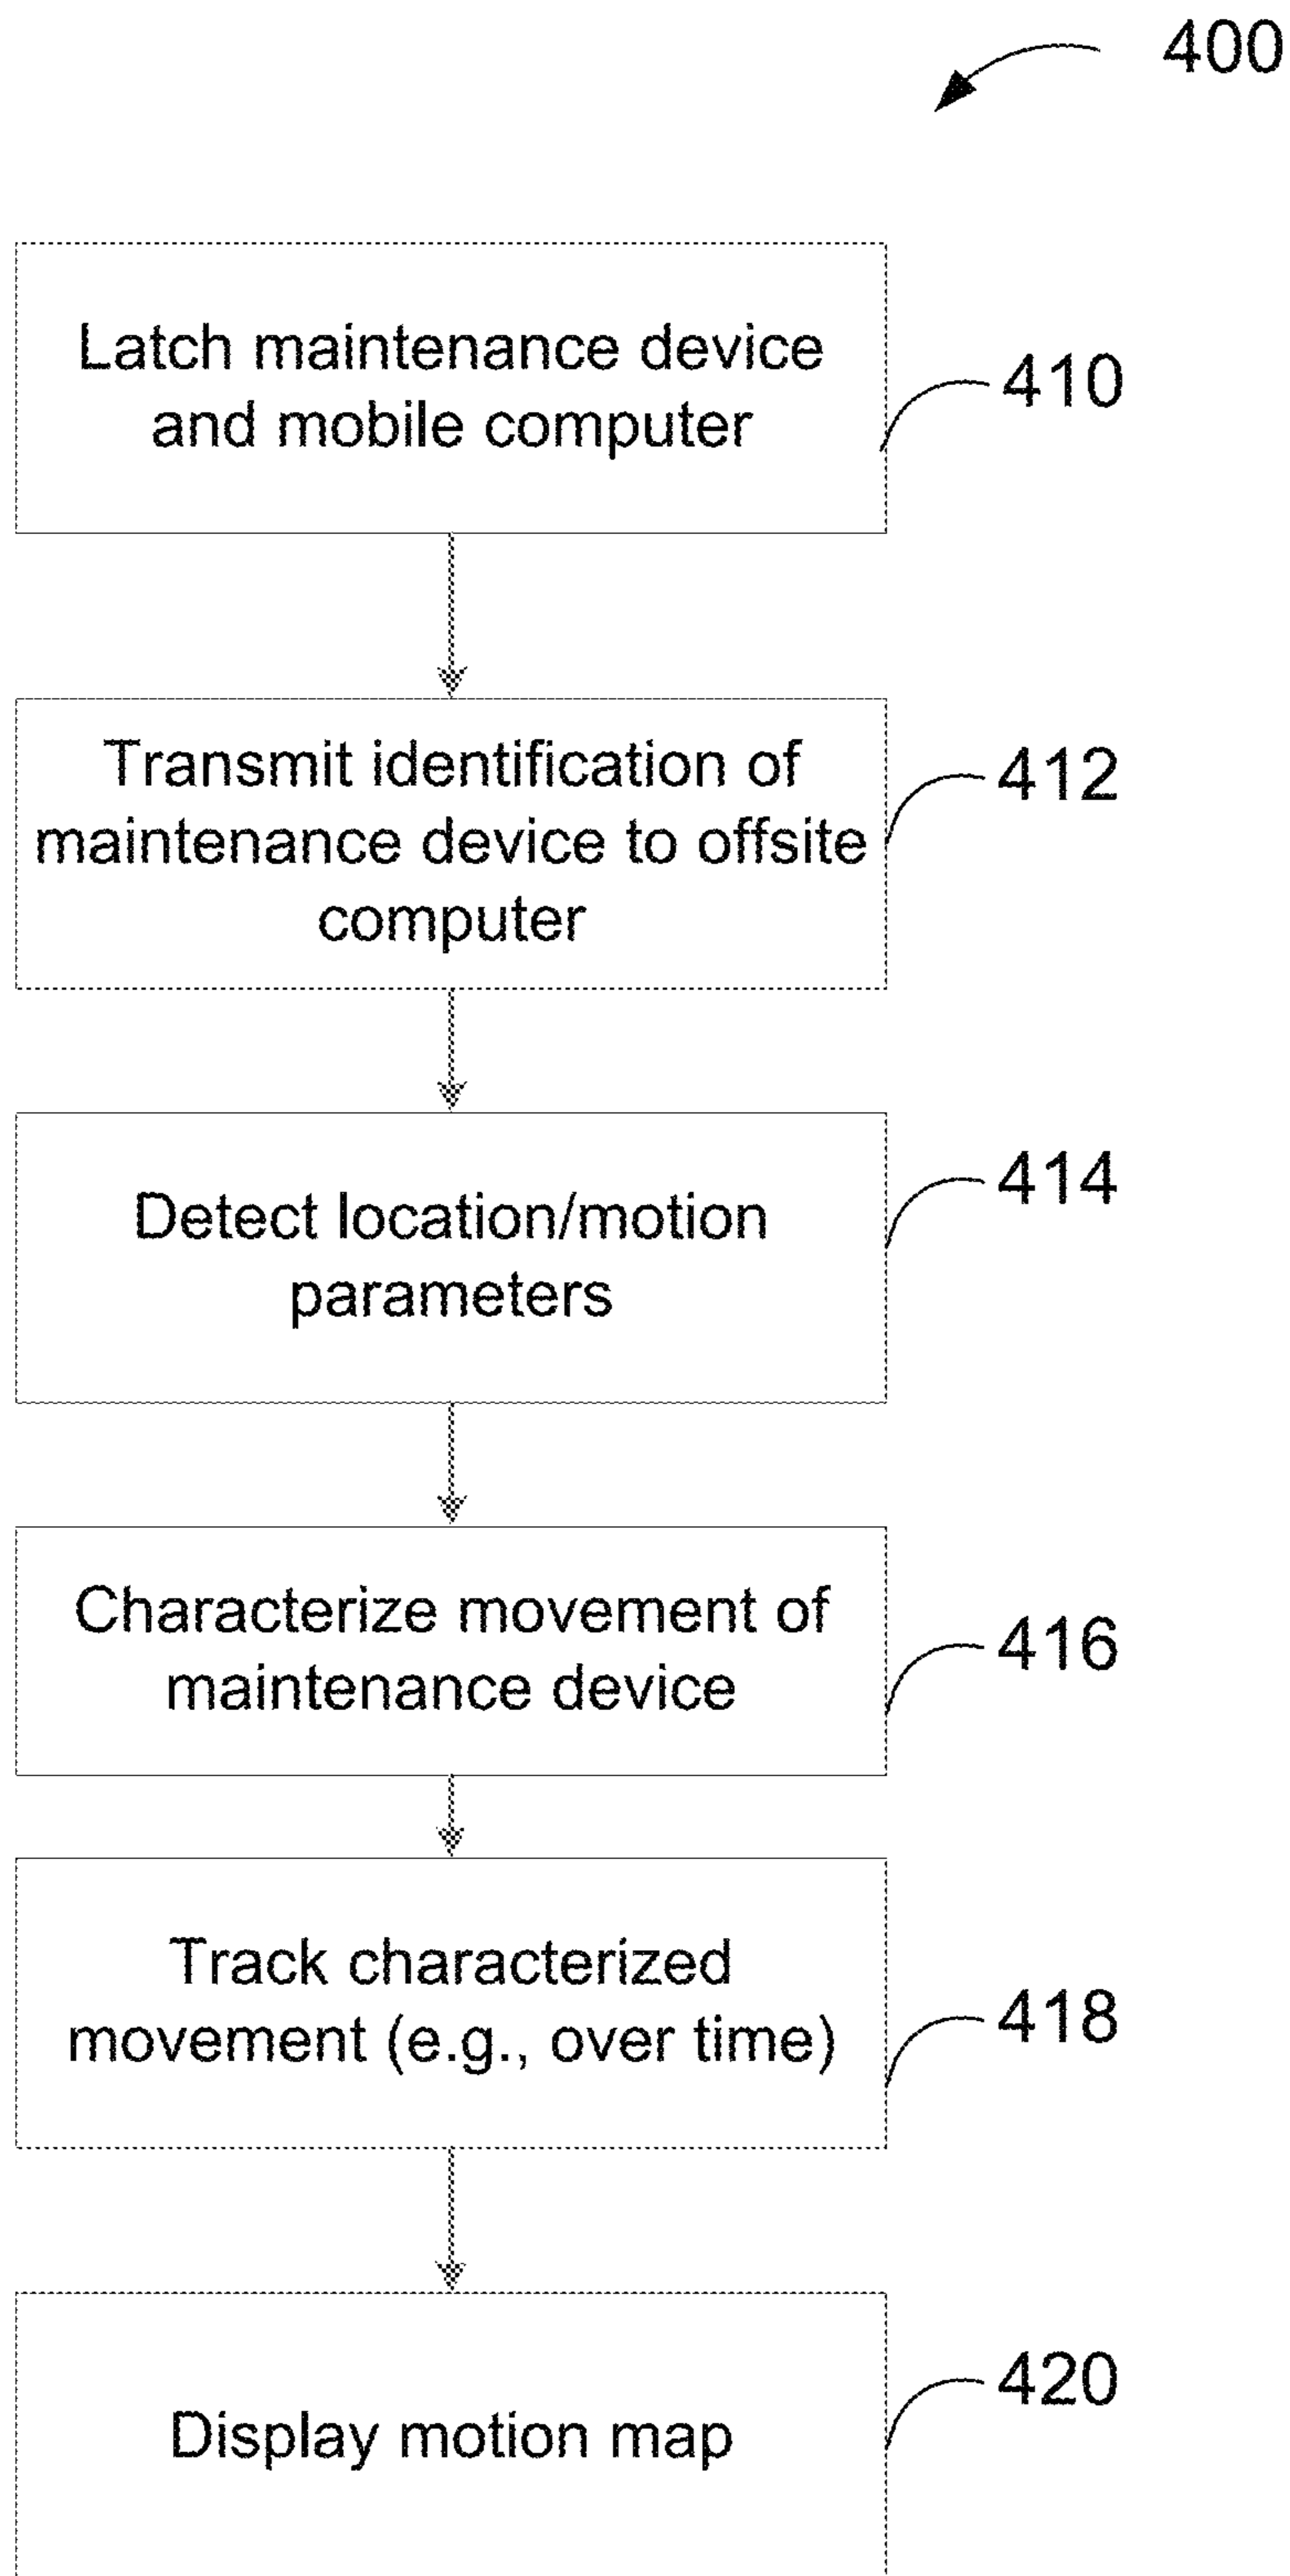 400
Latch maintenance device
and mobile computer
410
Transmit identification of
maintenance device to offsite
computer
412
Detect location/motion
parameters
414
Characterize movement of
maintenance device
416
Track characterized
movement (e.g., over time)
418
Display motion map
420